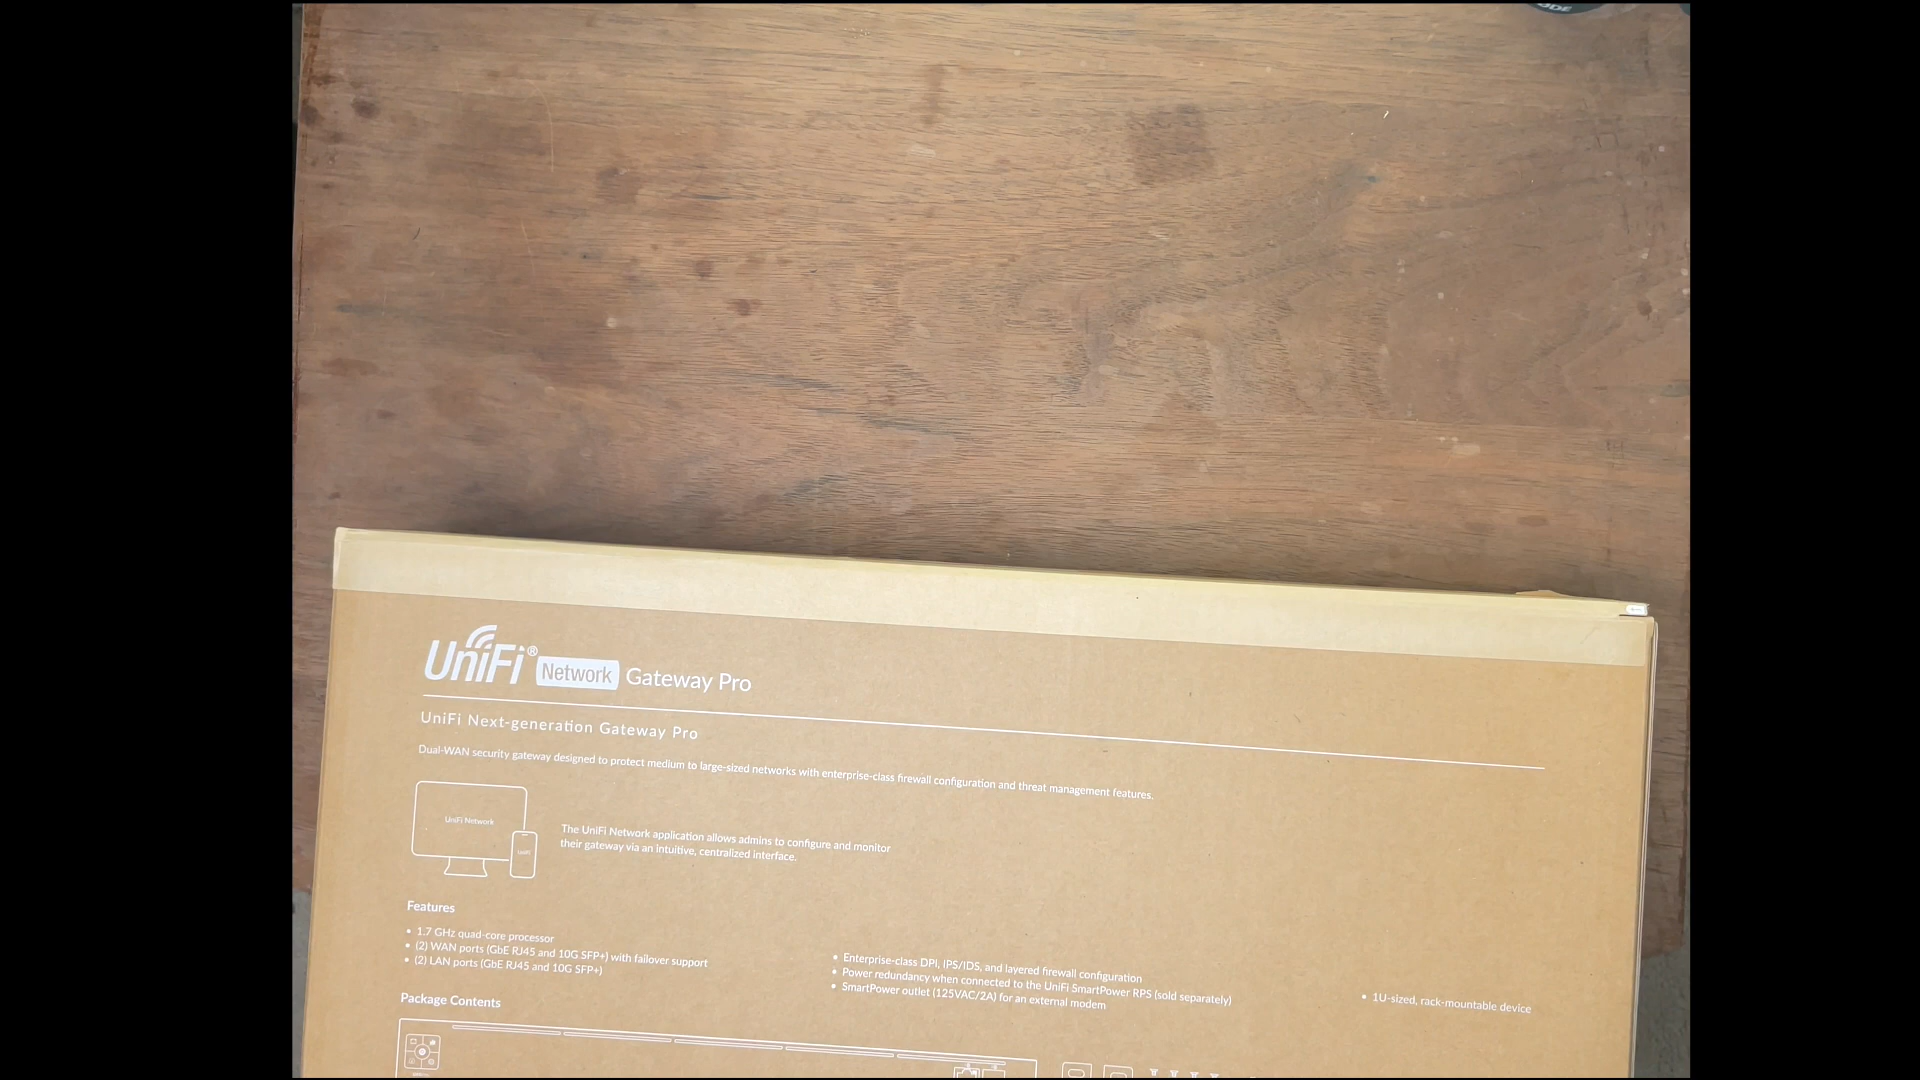 ODE
UniFi® Network Gateway Pro
UniFi Next-generation Gateway Pro
Dual-WAN security gateway designed to protect medium to large-sized networks with enterprise-class firewall configuration and threat management features.
UniFi Network
UniFi
The UniFi Network application allows admins to configure and monitor
their gateway via an intuitive, centralized interface.
Features
• 1.7 GHz quad-core processor
• (2) WAN ports (GbE RJ45 and 10G SFP+) with failover support
• (2) LAN ports (GbE RJ45 and 10G SFP+)
• Enterprise-class DPI, IPS/IDS, and layered firewall configuration
• Power redundancy when connected to the UniFi SmartPower RPS (sold separately)
• SmartPower outlet (125VAC/2A) for an external modem
• 1U-sized, rack-mountable device
Package Contents